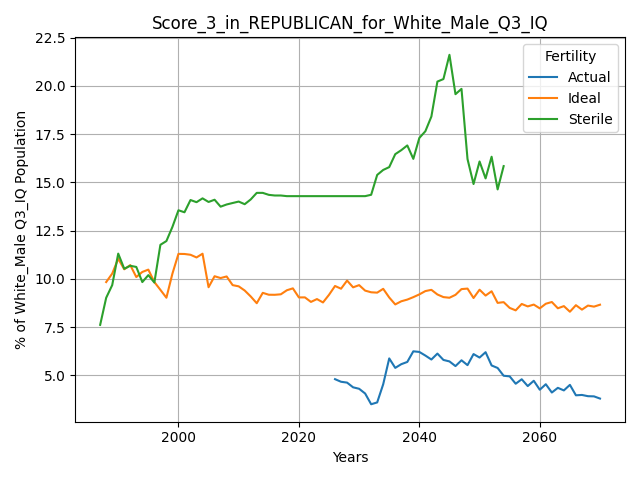 Score_3_in_REPUBLICAN_for_White_Male_Q3_IQ
% of White_Male Q3_IQ Population
22.5
20.0
17.5
15.0
12.5
10.0
7.5
5.0
Fertility
Actual
Ideal
Sterile
2000
2020
2040
2060
Years